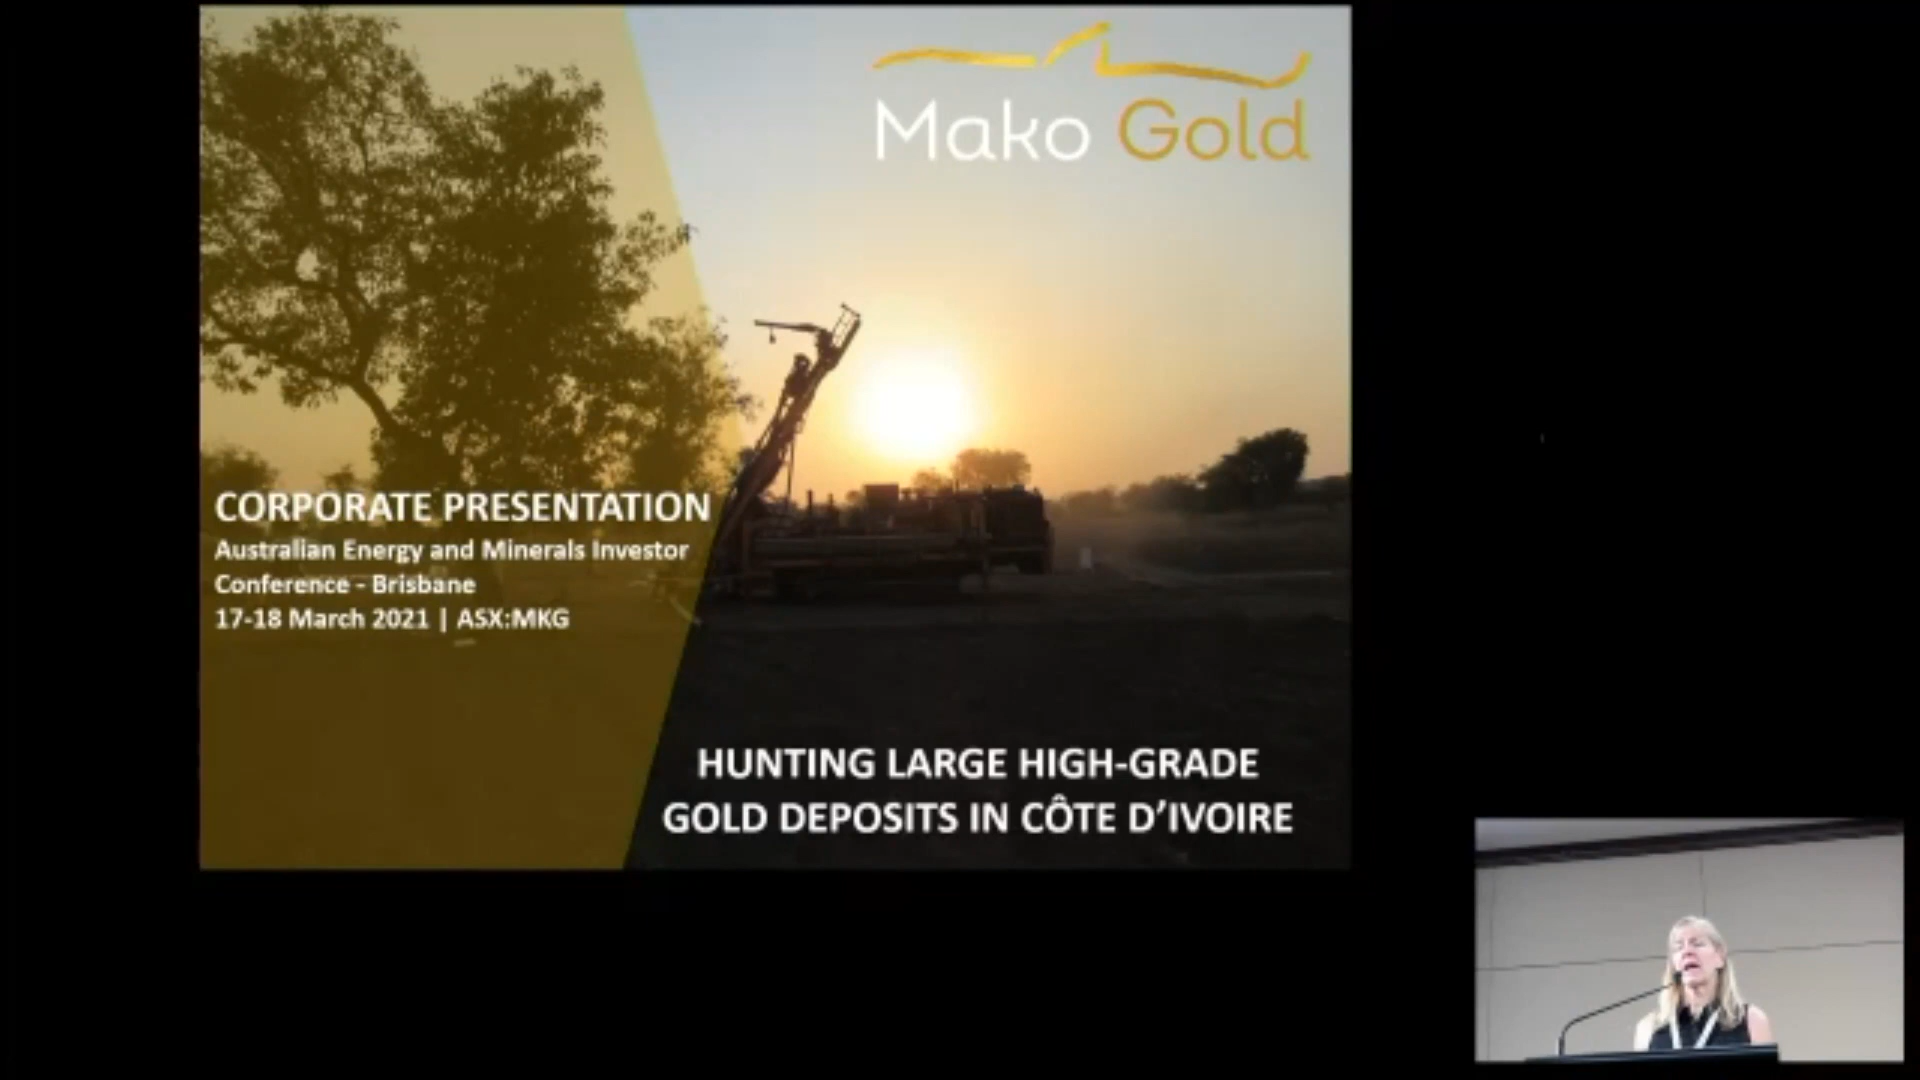 Mako Gold
CORPORATE PRESENTATION
Australian Energy and Minerals Investor
Conference - Brisbane
17-18 March 2021 | ASX:MKG
HUNTING LARGE HIGH-GRADE
GOLD DEPOSITS IN CÔTE D'IVOIRE